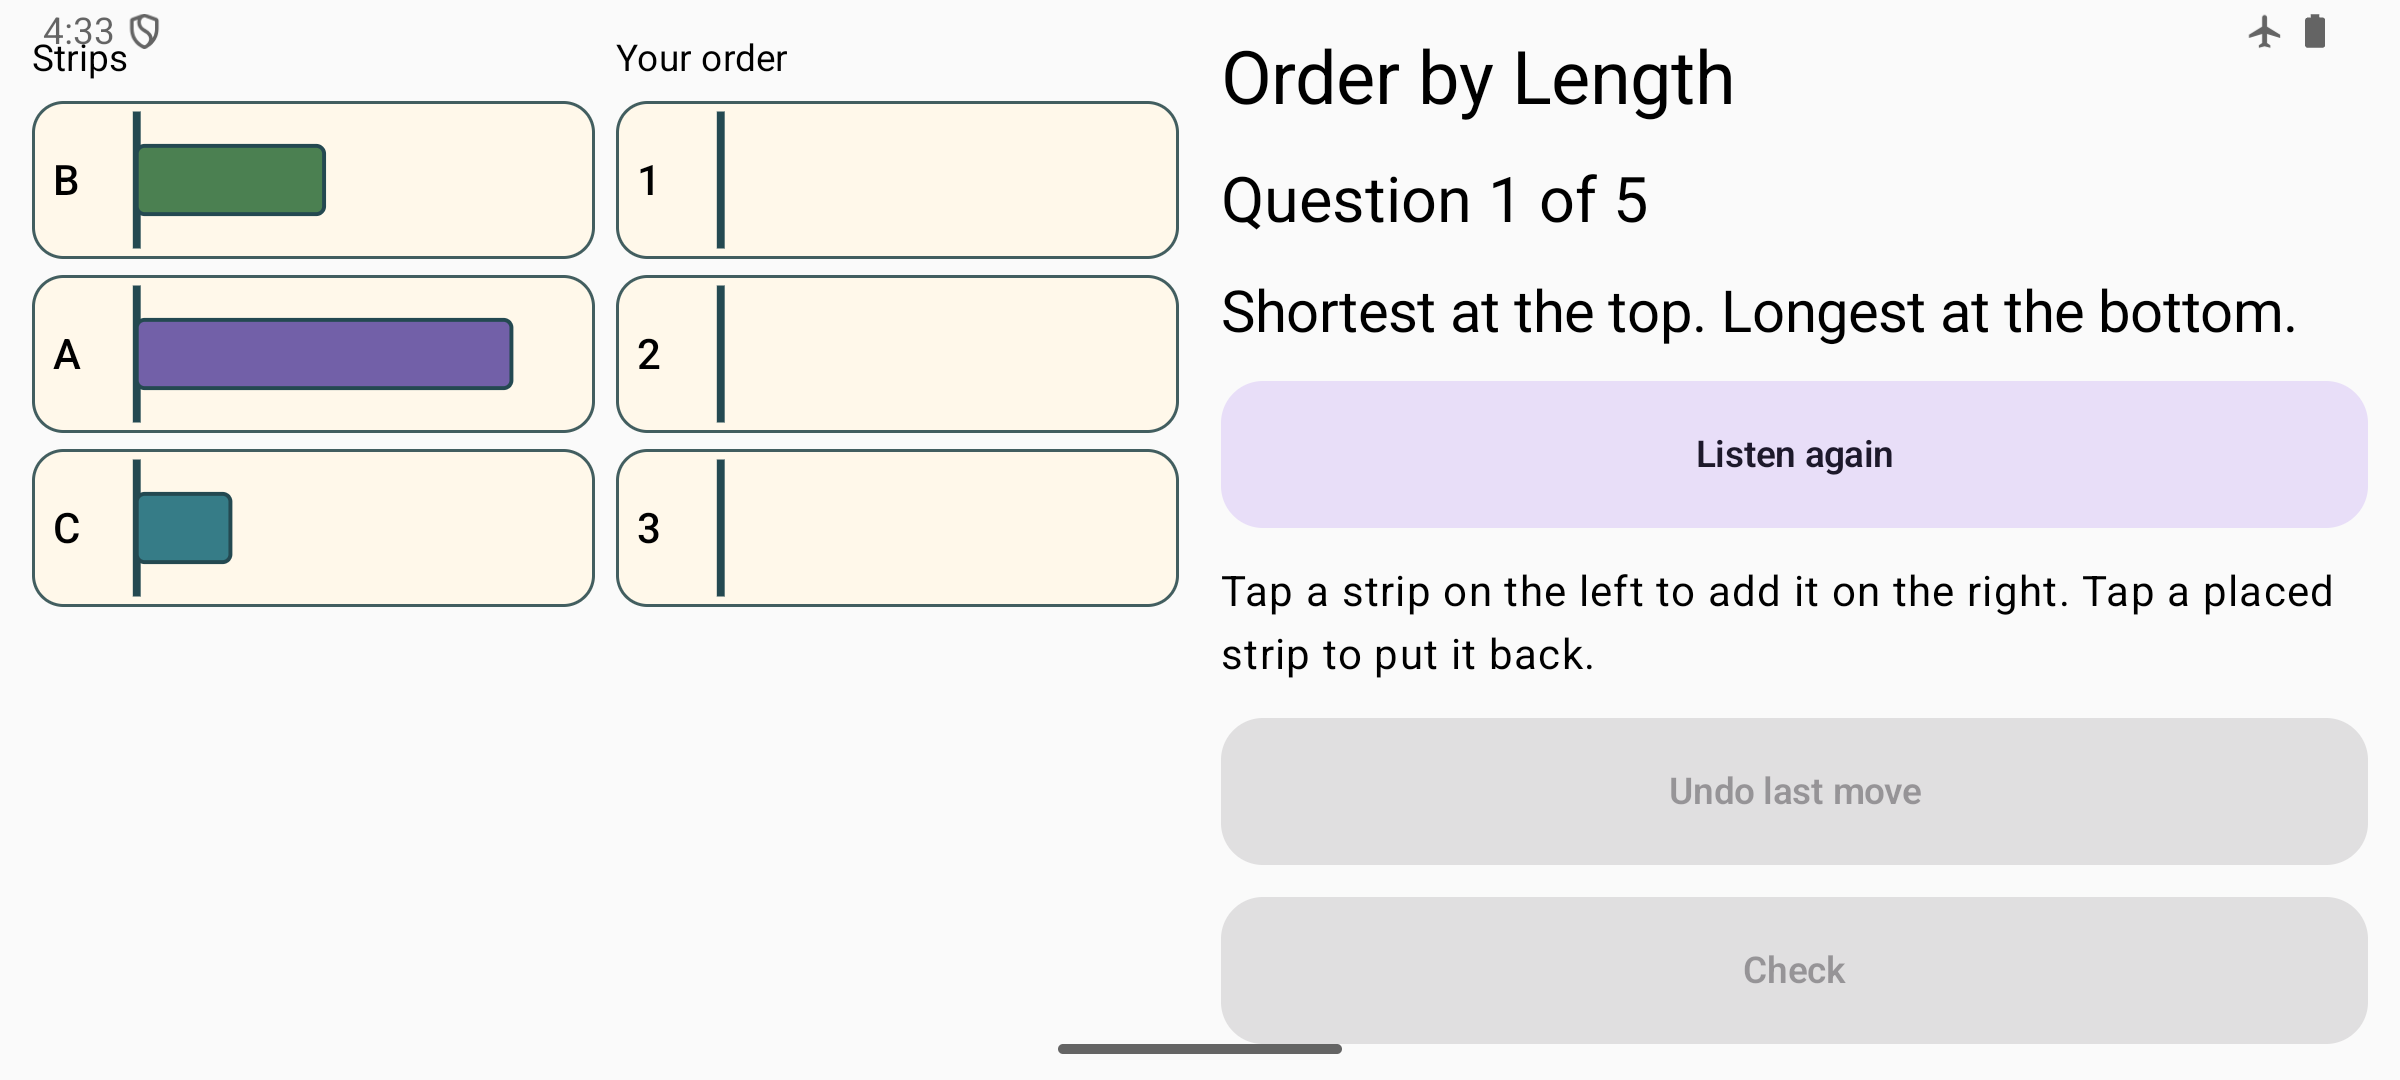 4:33
Strips
B
A
C
Your order
1
2
3
Order by Length
Question 1 of 5
Shortest at the top. Longest at the bottom.
Listen again
Tap a strip on the left to add it on the right. Tap a placed
strip to put it back.
Undo last move
Check